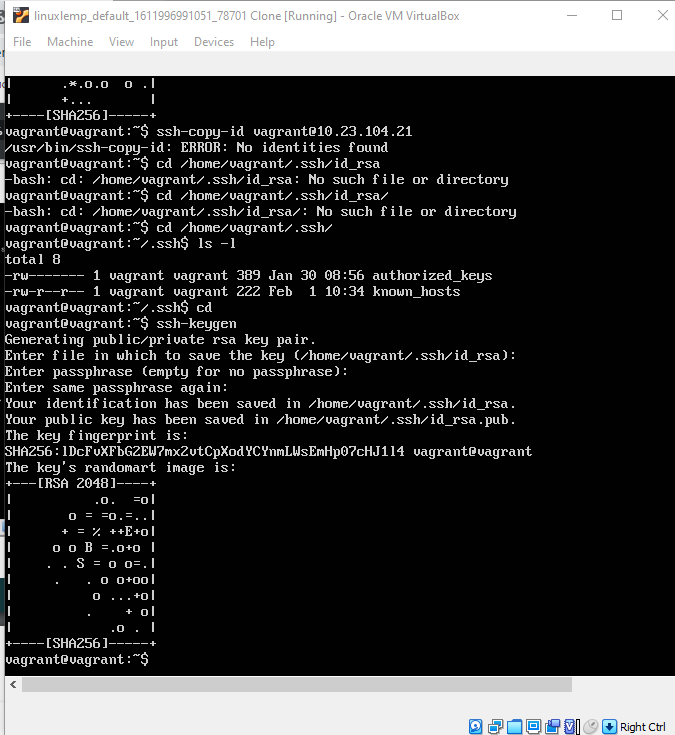 linuxlemp_default_1611996991051_78701 Clone [Running] - Oracle VM VirtualBox
File Machine View Input Devices Help
|      .*.o.o  o .|
|      +...       |
+----[SHA256]-----+
vagrant@vagrant:~$ ssh-copy-id vagrant@10.23.104.21
/usr/bin/ssh-copy-id: ERROR: No identities found
vagrant@vagrant:~$ cd /home/vagrant/.ssh/id_rsa
-bash: cd: /home/vagrant/.ssh/id_rsa: No such file or directory
vagrant@vagrant:~$ cd /home/vagrant/.ssh/id_rsa/
-bash: cd: /home/vagrant/.ssh/id_rsa/: No such file or directory
vagrant@vagrant:~$ cd /home/vagrant/.ssh/
vagrant@vagrant:~/.ssh$ ls -l
total 8
-rw------- 1 vagrant vagrant 389 Jan 30 08:56 authorized_keys
-rw-r--r-- 1 vagrant vagrant 222 Feb  1 10:34 known_hosts
vagrant@vagrant:~/.ssh$ cd
vagrant@vagrant:~$ ssh-keygen
Generating public/private rsa key pair.
Enter file in which to save the key (/home/vagrant/.ssh/id_rsa):
Enter passphrase (empty for no passphrase):
Enter same passphrase again:
Your identification has been saved in /home/vagrant/.ssh/id_rsa.
Your public key has been saved in /home/vagrant/.ssh/id_rsa.pub.
The key fingerprint is:
SHA256:lDcFvXFbG2EW7mx2vtCpXodYCYnmLWsEmHp07cHJ1l4 vagrant@vagrant
The key's randomart image is:
+---[RSA 2048]----+
|         .o.  =o|
|      o = =o.=..|
|     + = % ++E+o|
|    o o B =.o+o |
|   . . S = o o=.|
|    .   . o o+oo|
|         o ...+o|
|        .    + o|
|           .o . |
+----[SHA256]-----+
vagrant@vagrant:~$
Right Ctrl